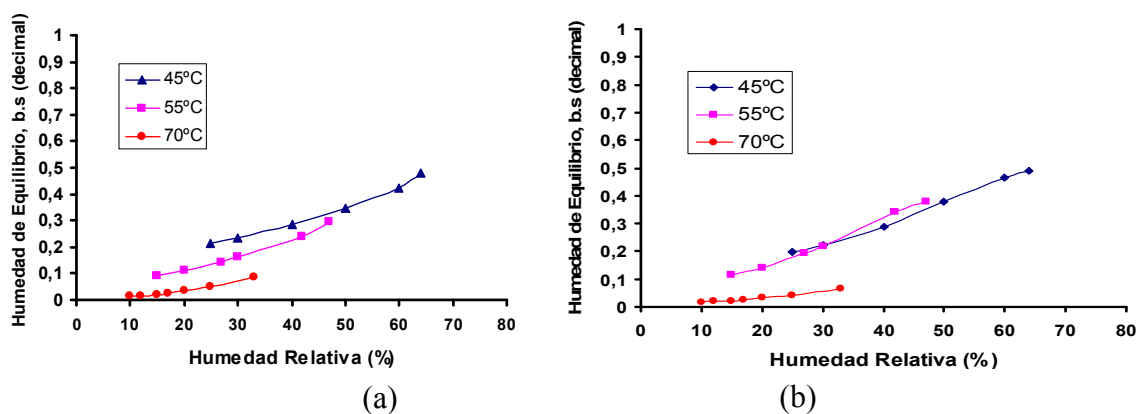 Humedad de Equilibrio, b.s (decimal)
1
0,9
0,8
0,7
0,6
0,5
0,4
0,3
0,2
0,1
0
45ºC
55ºC
70ºC
0 10 20 30 40 50 60 70 80
Humedad Relativa (%)
(a)
Humedad de Equilibrio, b.s (decimal)
1
0,9
0,8
0,7
0,6
0,5
0,4
0,3
0,2
0,1
0
45ºC
55ºC
70ºC
0 10 20 30 40 50 60 70 80
Humedad Relativa (%)
(b)